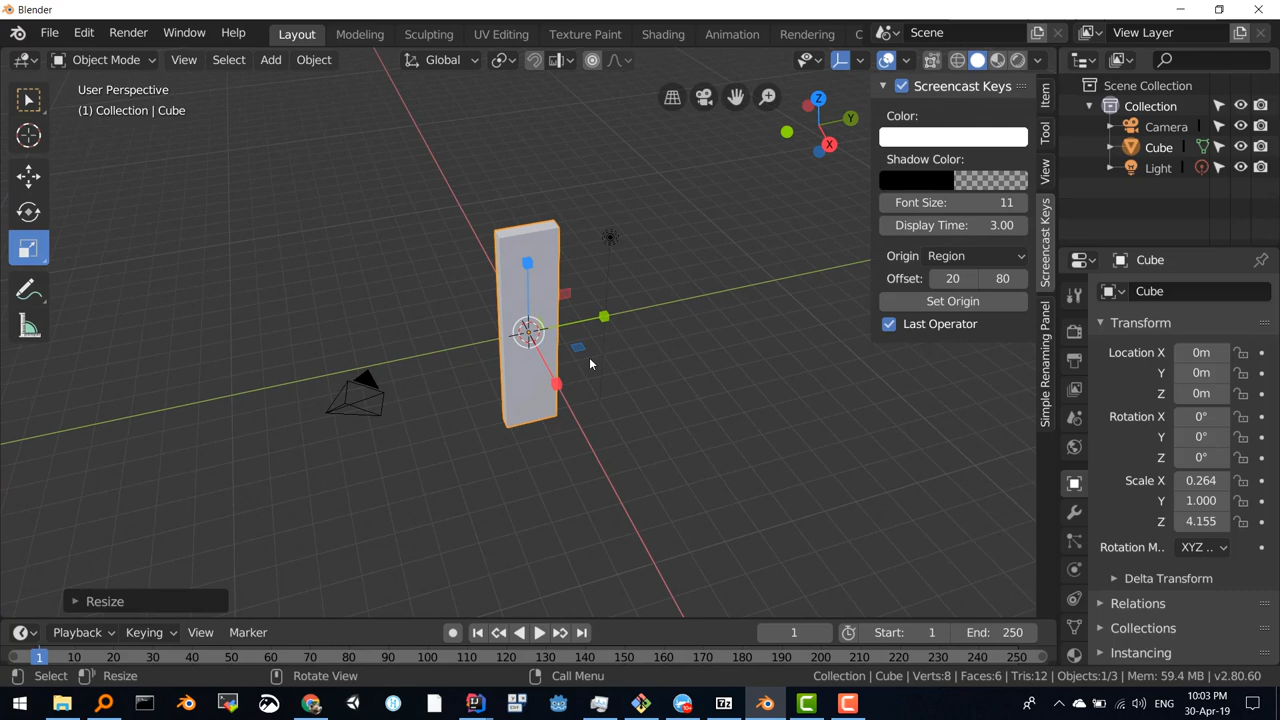 Blender
File Edit Render Window Help Layout Modeling Sculpting UV Editing Texture Paint Shading Animation Rendering C Scene View Layer
Object Mode View Select Add Object Global
User Perspective
(1) Collection | Cube
Z
Y
X
Screencast Keys
Color:
Shadow Color:
Font Size: 11
Display Time: 3.00
Origin Region
Offset: 20 80
Set Origin
Last Operator
Item
Tool
View
Screencast Keys
Simple Renaming Panel
Scene Collection
Collection
Camera
Cube
Light
Cube
Cube
Transform
Location X 0m
Y 0m
Z 0m
Rotation X 0°
Y 0°
Z 0°
Scale X 0.264
Y 1.000
Z 4.155
Rotation M.. XYZ ..
Delta Transform
Relations
Collections
Instancing
Resize
Playback Keying View Marker 1 Start: 1 End: 250
1 10 20 30 40 50 60 70 80 90 100 110 120 130 140 150 160 170 180 190 200 210 220 230 240 250
Select Resize Rotate View Call Menu Collection | Cube | Verts:8 | Faces:6 | Tris:12 | Objects:1/3 | Mem: 59.4 MB | v2.80.60
ENG 10:03 PM
30-Apr-19